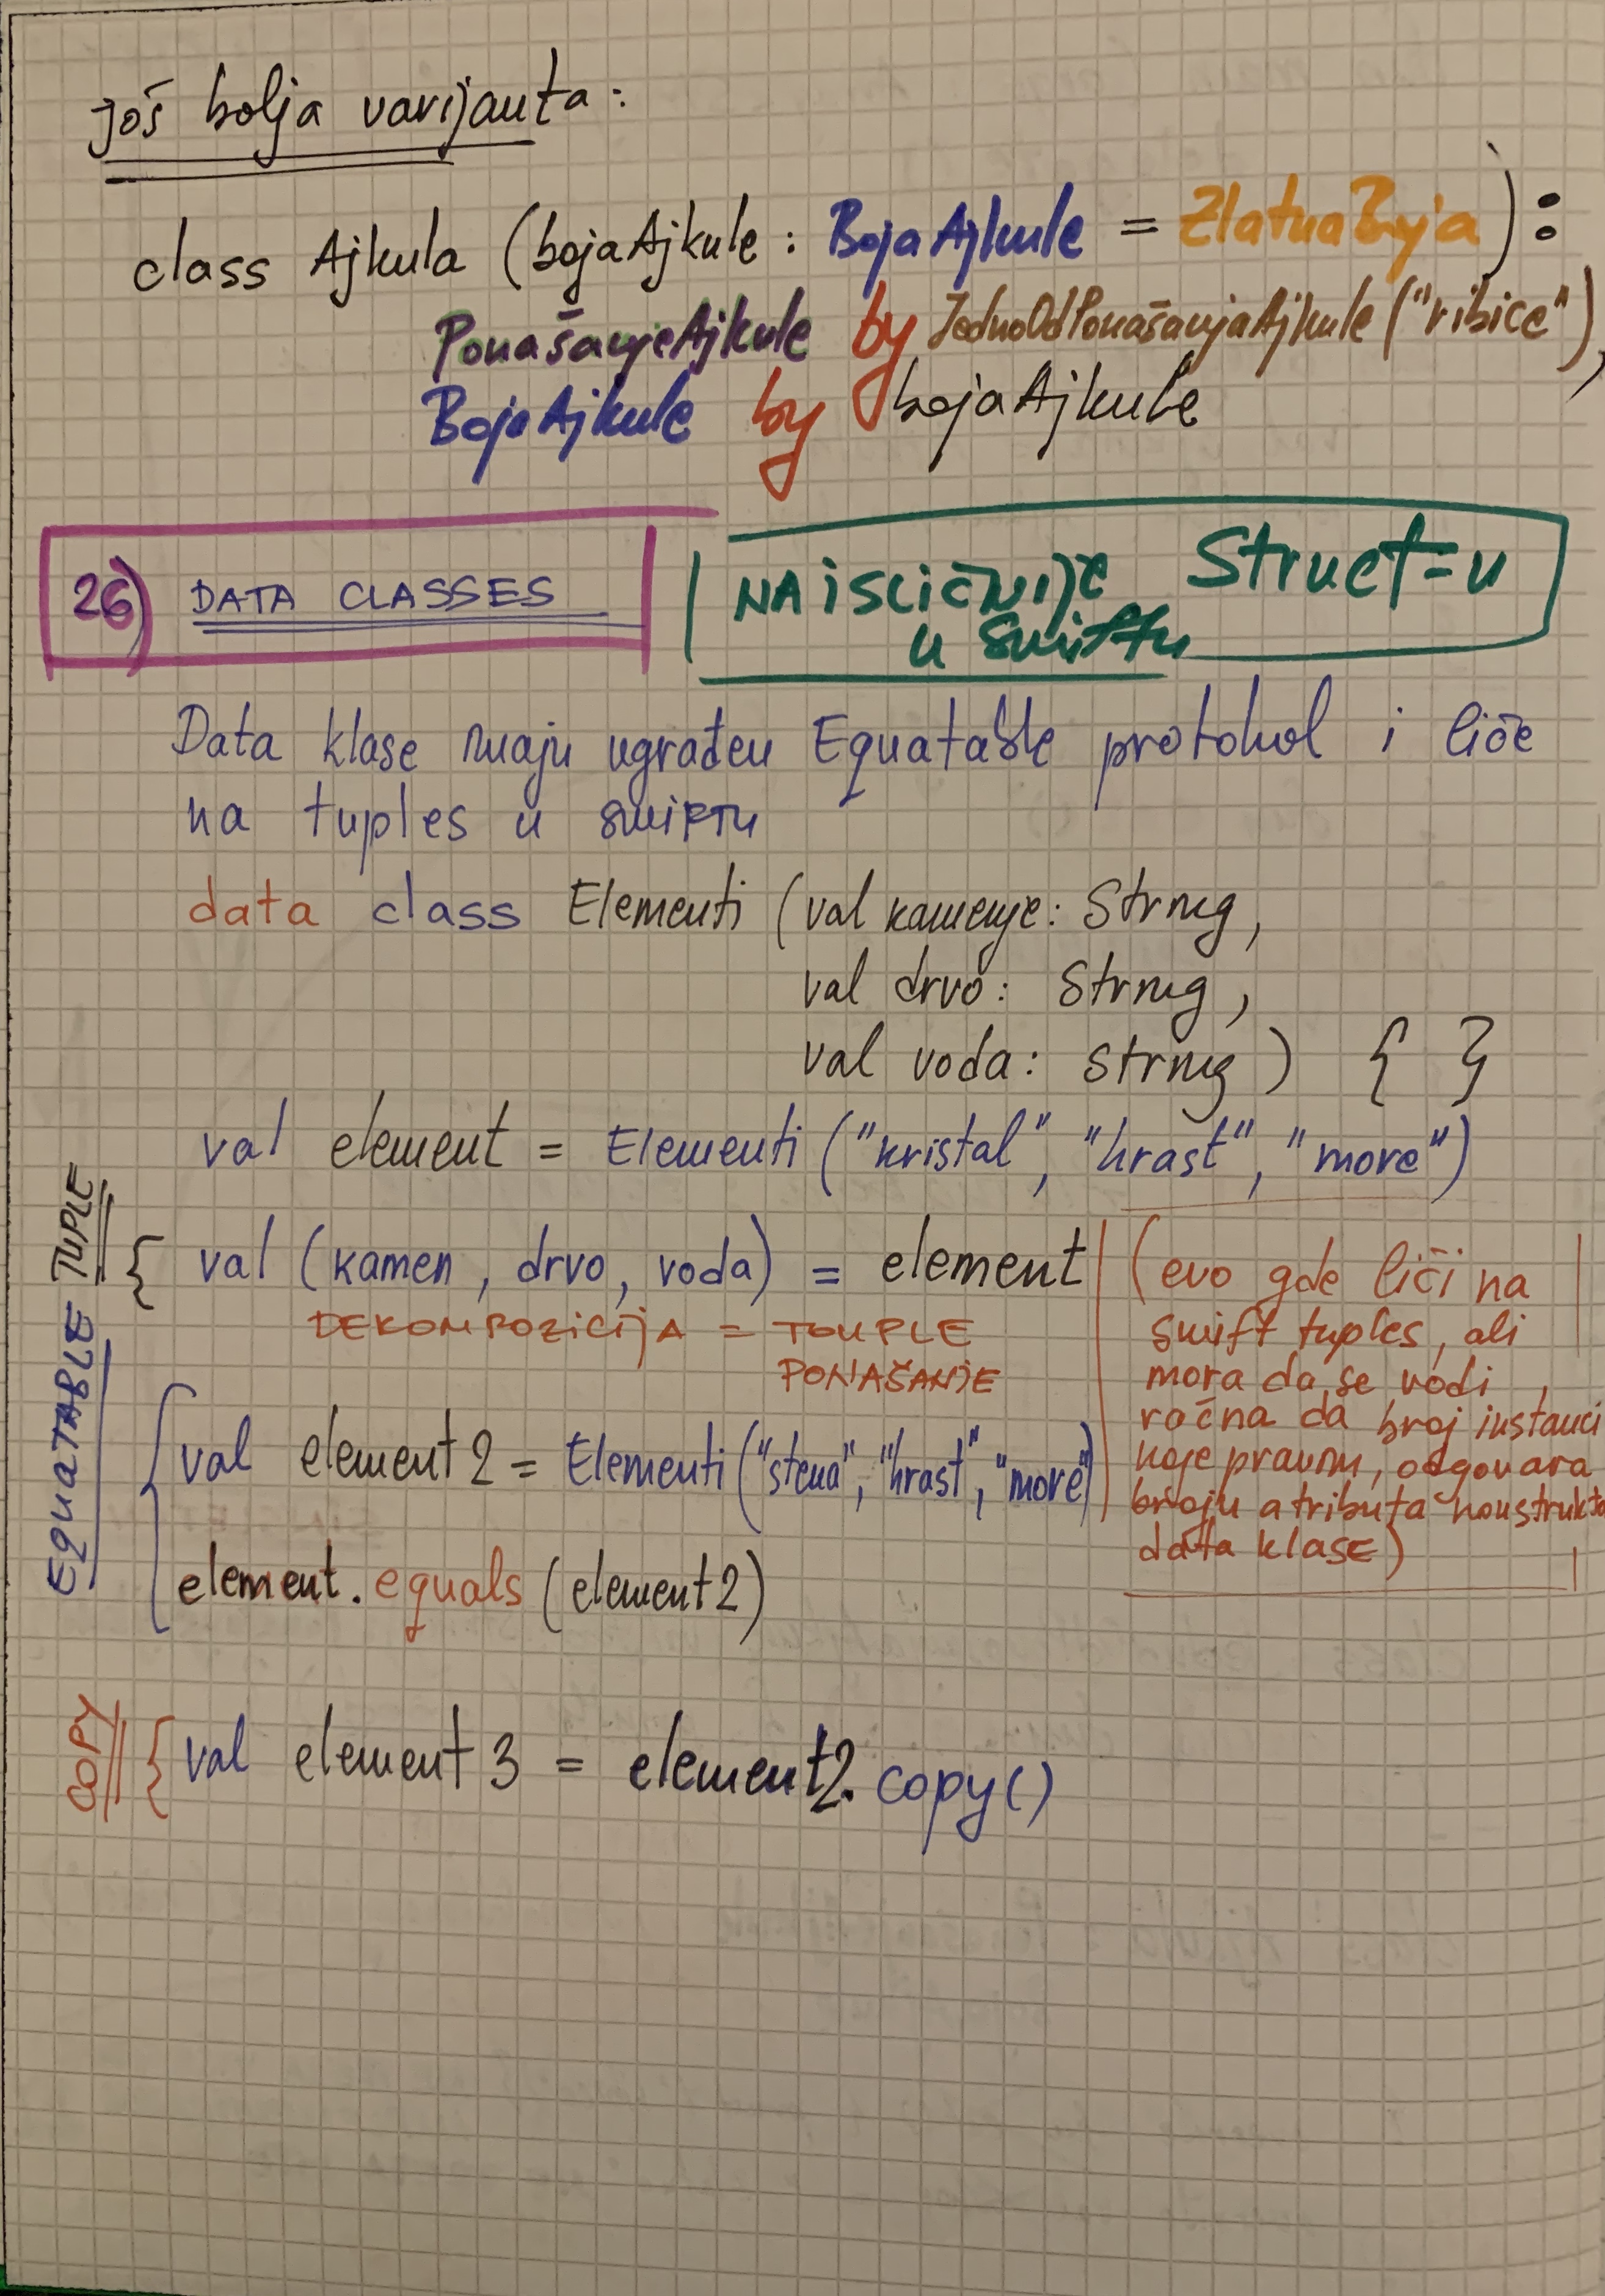 još bolja varijanta:
class Ajkula (bojaAjkule : BojaAjkule = ZlatnaBoja) :
PonašanjeAjkule by JednoOdPonašanjaAjkule ("ribice"),
BojaAjkule by bojaAjkule
26) DATA CLASSES
NAJSLIČNIJE Struct-u
u swiftu
Data klase imaju ugrađen Equatable protokol i liče
na tuples u swiftu
data class Elementi (val kamenje: String,
val drvo: String,
val voda: String) { }
val element = Elementi ("kristal", "hrast", "more")
EQUATABLE TUPLE
{ val (kamen, drvo, voda) = element
DEKOMPOZICIJA = TOUPLE
PONAŠANJE
(evo gde liči na
swift tuples, ali
mora da se vodi
računa da broj instanci
koje pravim, odgovara
broju atributa konstrukto
data klase)
{ val element2 = Elementi ("stena", "hrast", "more")
element.equals (element2)
COPY
{ val element3 = element2.copy()